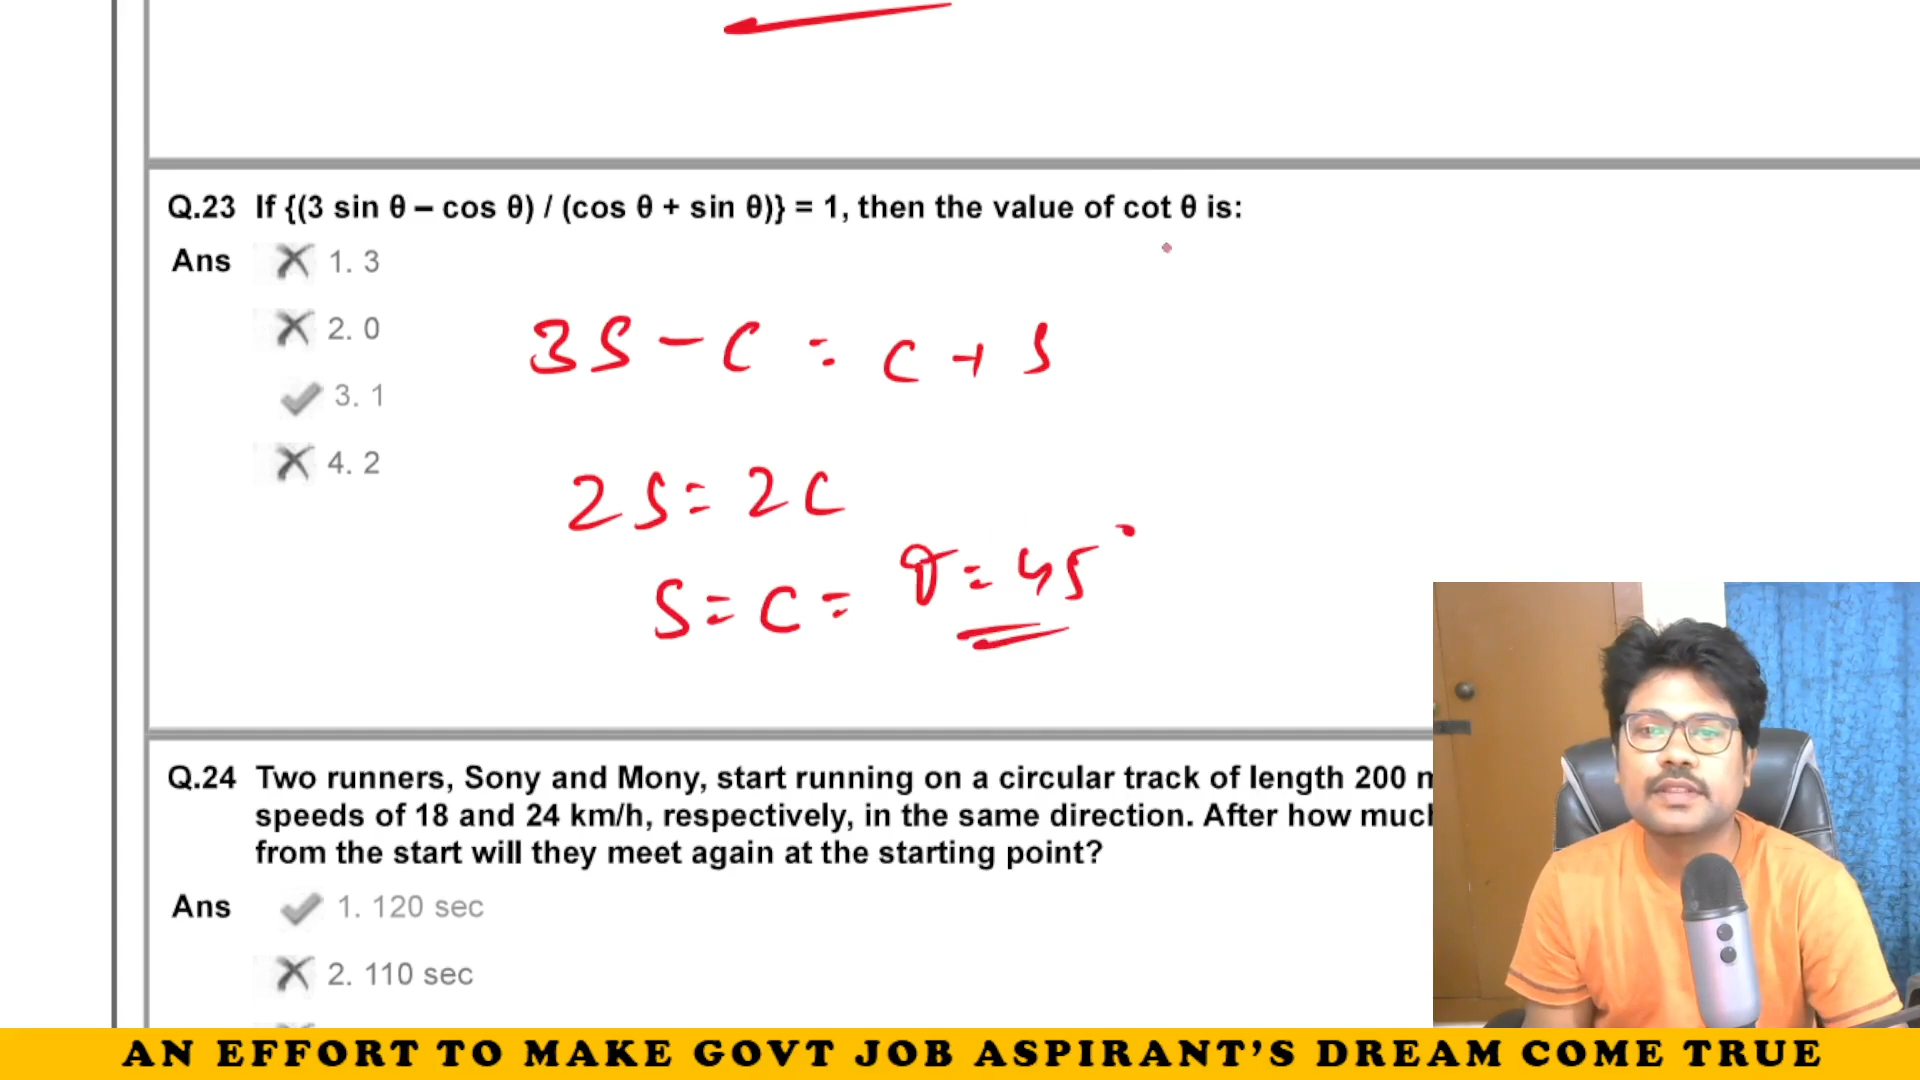 Q.23 If {(3 sin θ – cos θ) / (cos θ + sin θ)} = 1, then the value of cot θ is:
Ans 1. 3
2. 0
3. 1
4. 2
3S - C = C + S
2S = 2C
S = C = θ = 45°
Q.24 Two runners, Sony and Mony, start running on a circular track of length 200 m
speeds of 18 and 24 km/h, respectively, in the same direction. After how much
from the start will they meet again at the starting point?
Ans 1. 120 sec
2. 110 sec
AN EFFORT TO MAKE GOVT JOB ASPIRANT'S DREAM COME TRUE